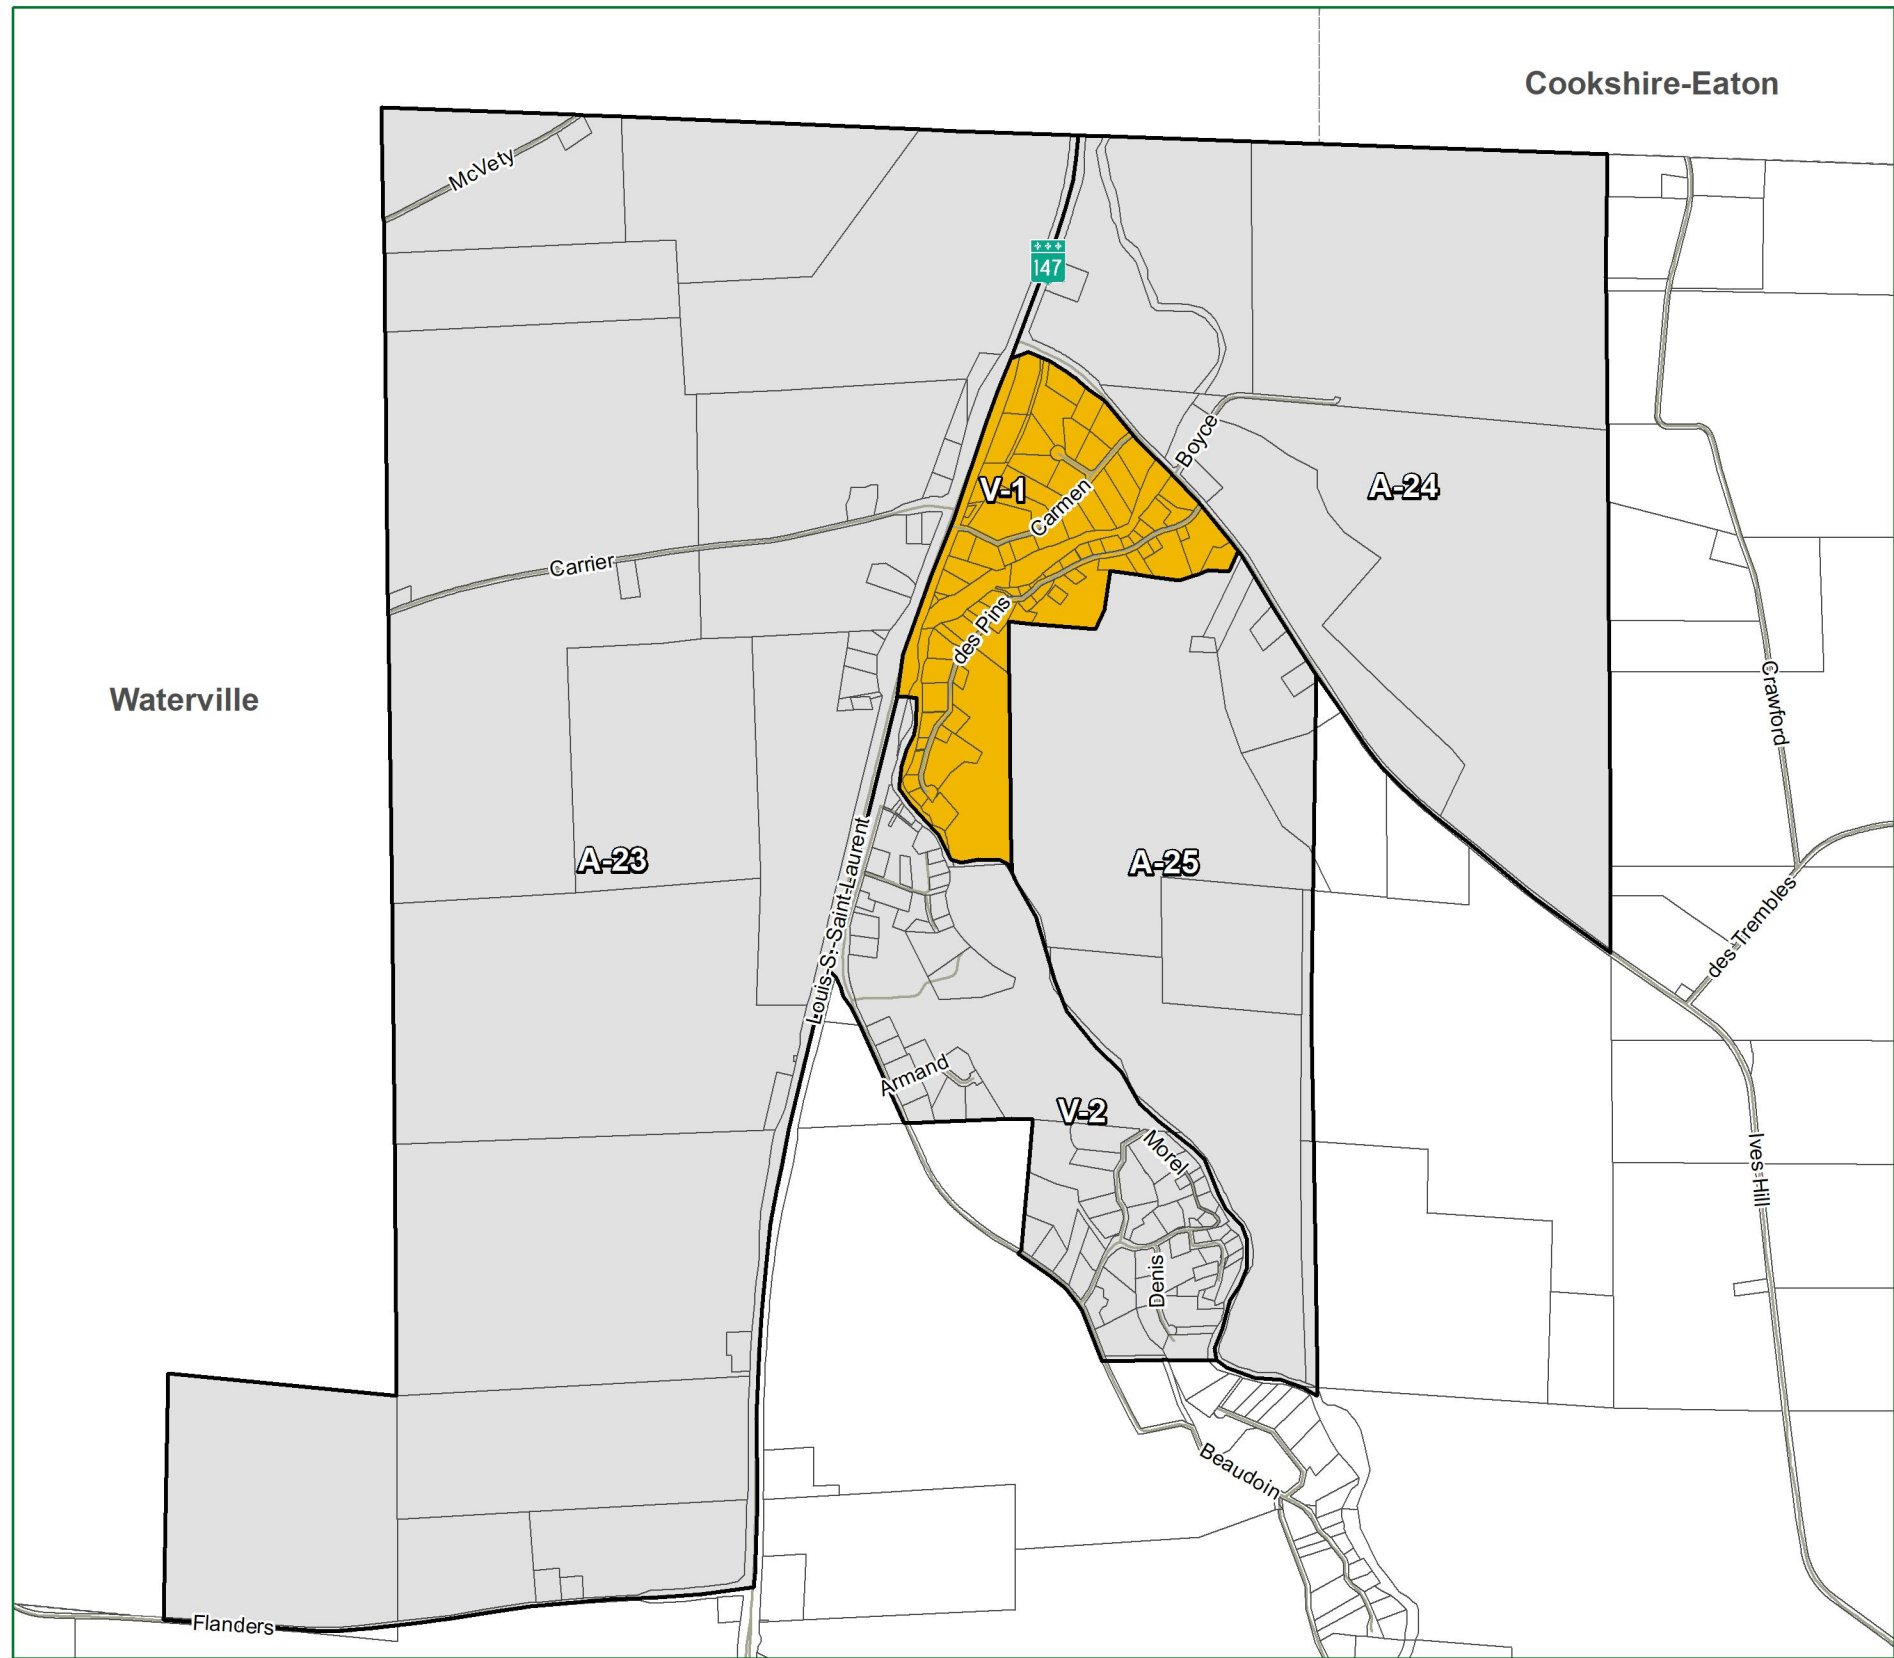 Cookshire-Eaton
McVety
147
Boyce
V-1
A-24
Carmen
Carrier
des Pins
Waterville
Crawford
A-23
A-25
Louis-S.-Saint-Laurent
des Trembles
Armand
V-2
Morel
Ives Hill
Denis
Beaudoin
Flanders